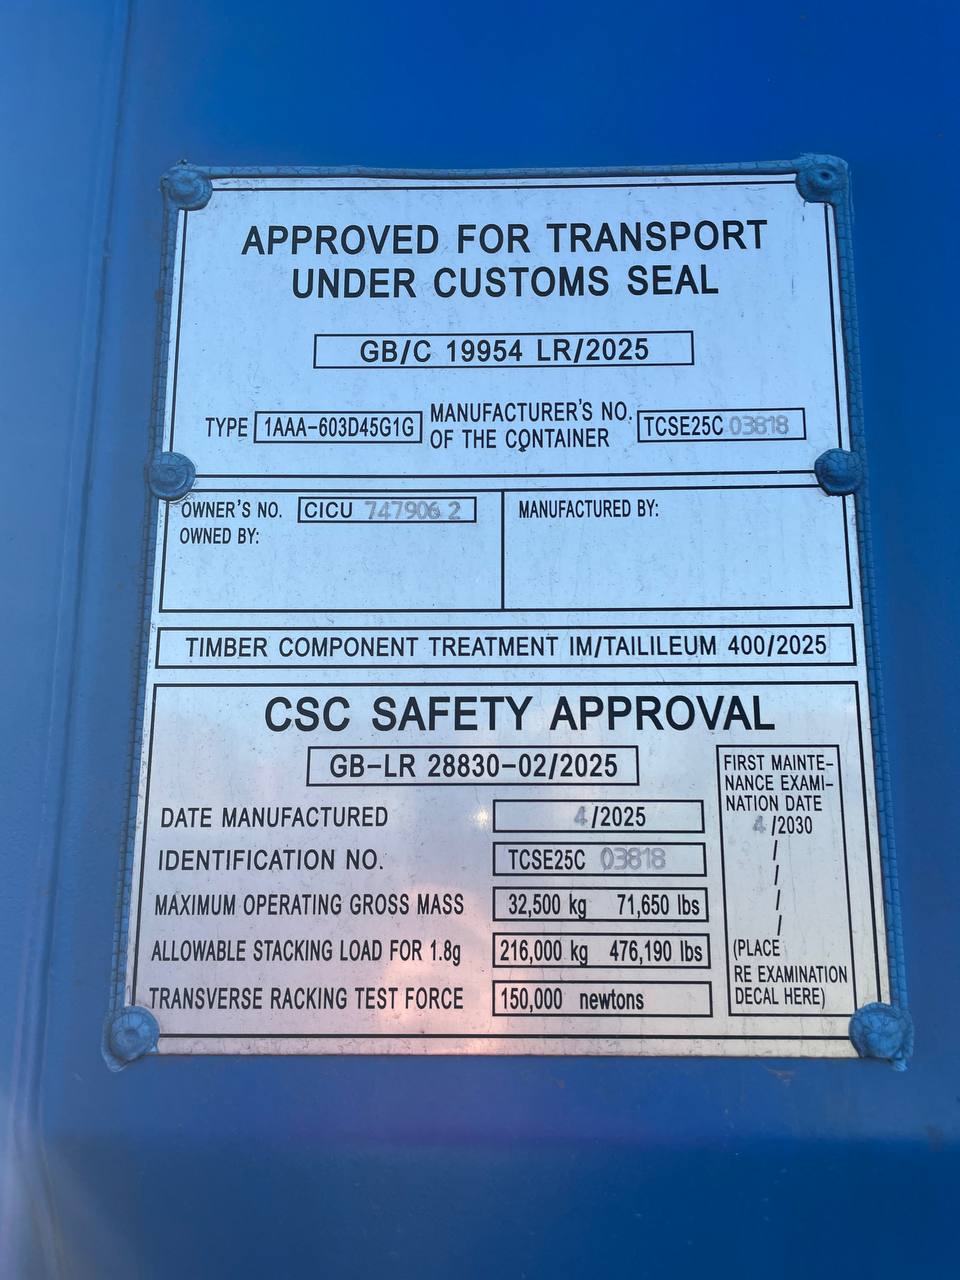 APPROVED FOR TRANSPORT
UNDER CUSTOMS SEAL
GB/C 19954 LR/2025
TYPE 1AAA-603D45G1G MANUFACTURER'S NO. OF THE CONTAINER TCSE25C 03818
OWNER'S NO. CICU 747906 2
OWNED BY:
MANUFACTURED BY:
TIMBER COMPONENT TREATMENT IM/TAILILEUM 400/2025
CSC SAFETY APPROVAL
GB-LR 28830-02/2025
DATE MANUFACTURED 4/2025
IDENTIFICATION NO. TCSE25C 03818
MAXIMUM OPERATING GROSS MASS 32,500 kg 71,650 lbs
ALLOWABLE STACKING LOAD FOR 1.8g 216,000 kg 476,190 lbs
TRANSVERSE RACKING TEST FORCE 150,000 newtons
FIRST MAINTE-
NANCE EXAMI-
NATION DATE
4/2030
/
/
/
/
(PLACE
RE EXAMINATION
DECAL HERE)